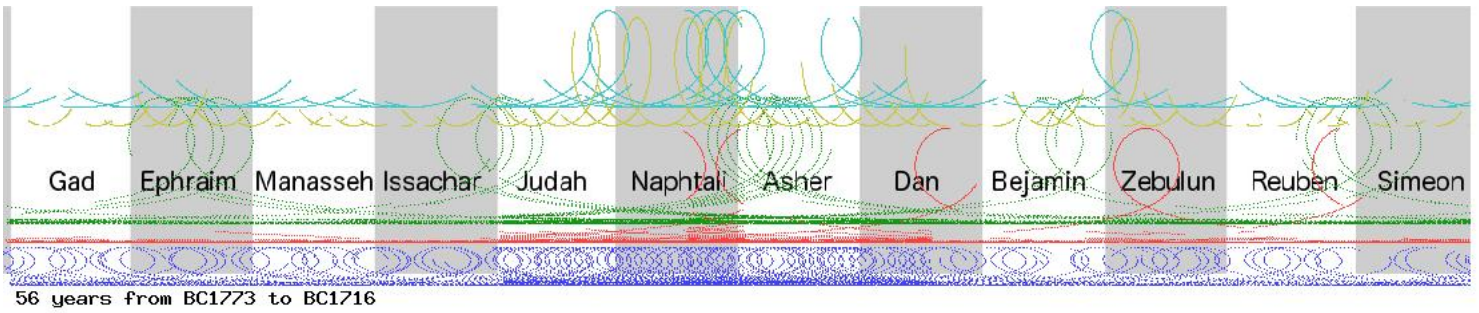 Gad Ephraim Manasseh Issachar Judah Naphtali Asher Dan Bejamin Zebulun Reuben Simeon
56 years from BC1773 to BC1716